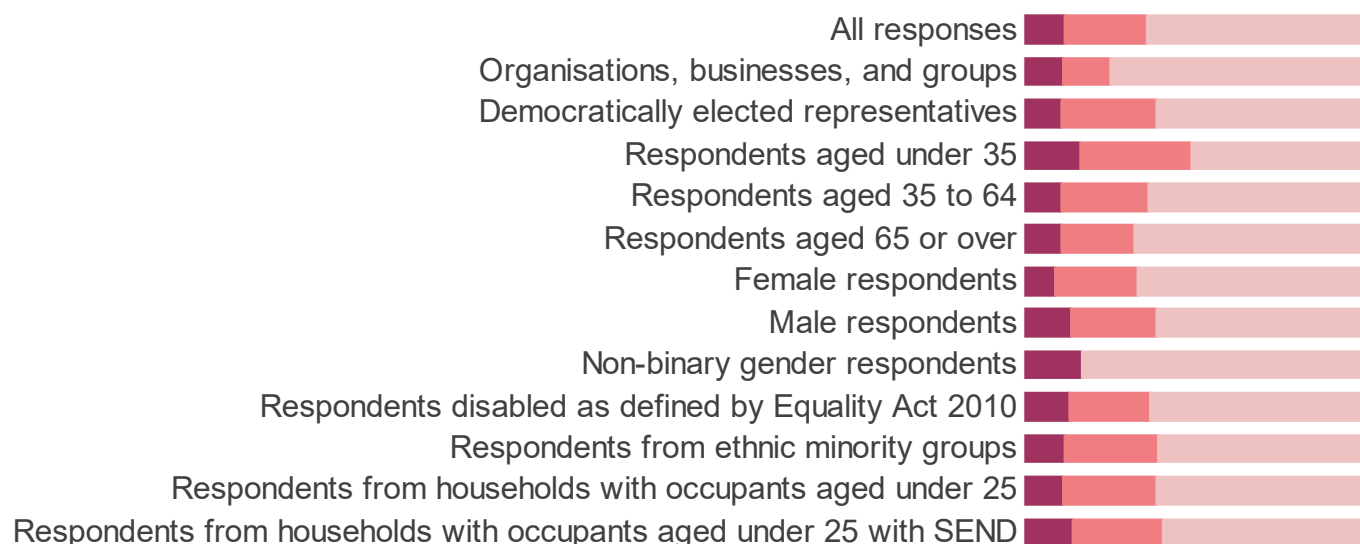 All responses
Organisations, businesses, and groups
Democratically elected representatives
Respondents aged under 35
Respondents aged 35 to 64
Respondents aged 65 or over
Female respondents
Male respondents
Non-binary gender respondents
Respondents disabled as defined by Equality Act 2010
Respondents from ethnic minority groups
Respondents from households with occupants aged under 25
Respondents from households with occupants aged under 25 with SEND